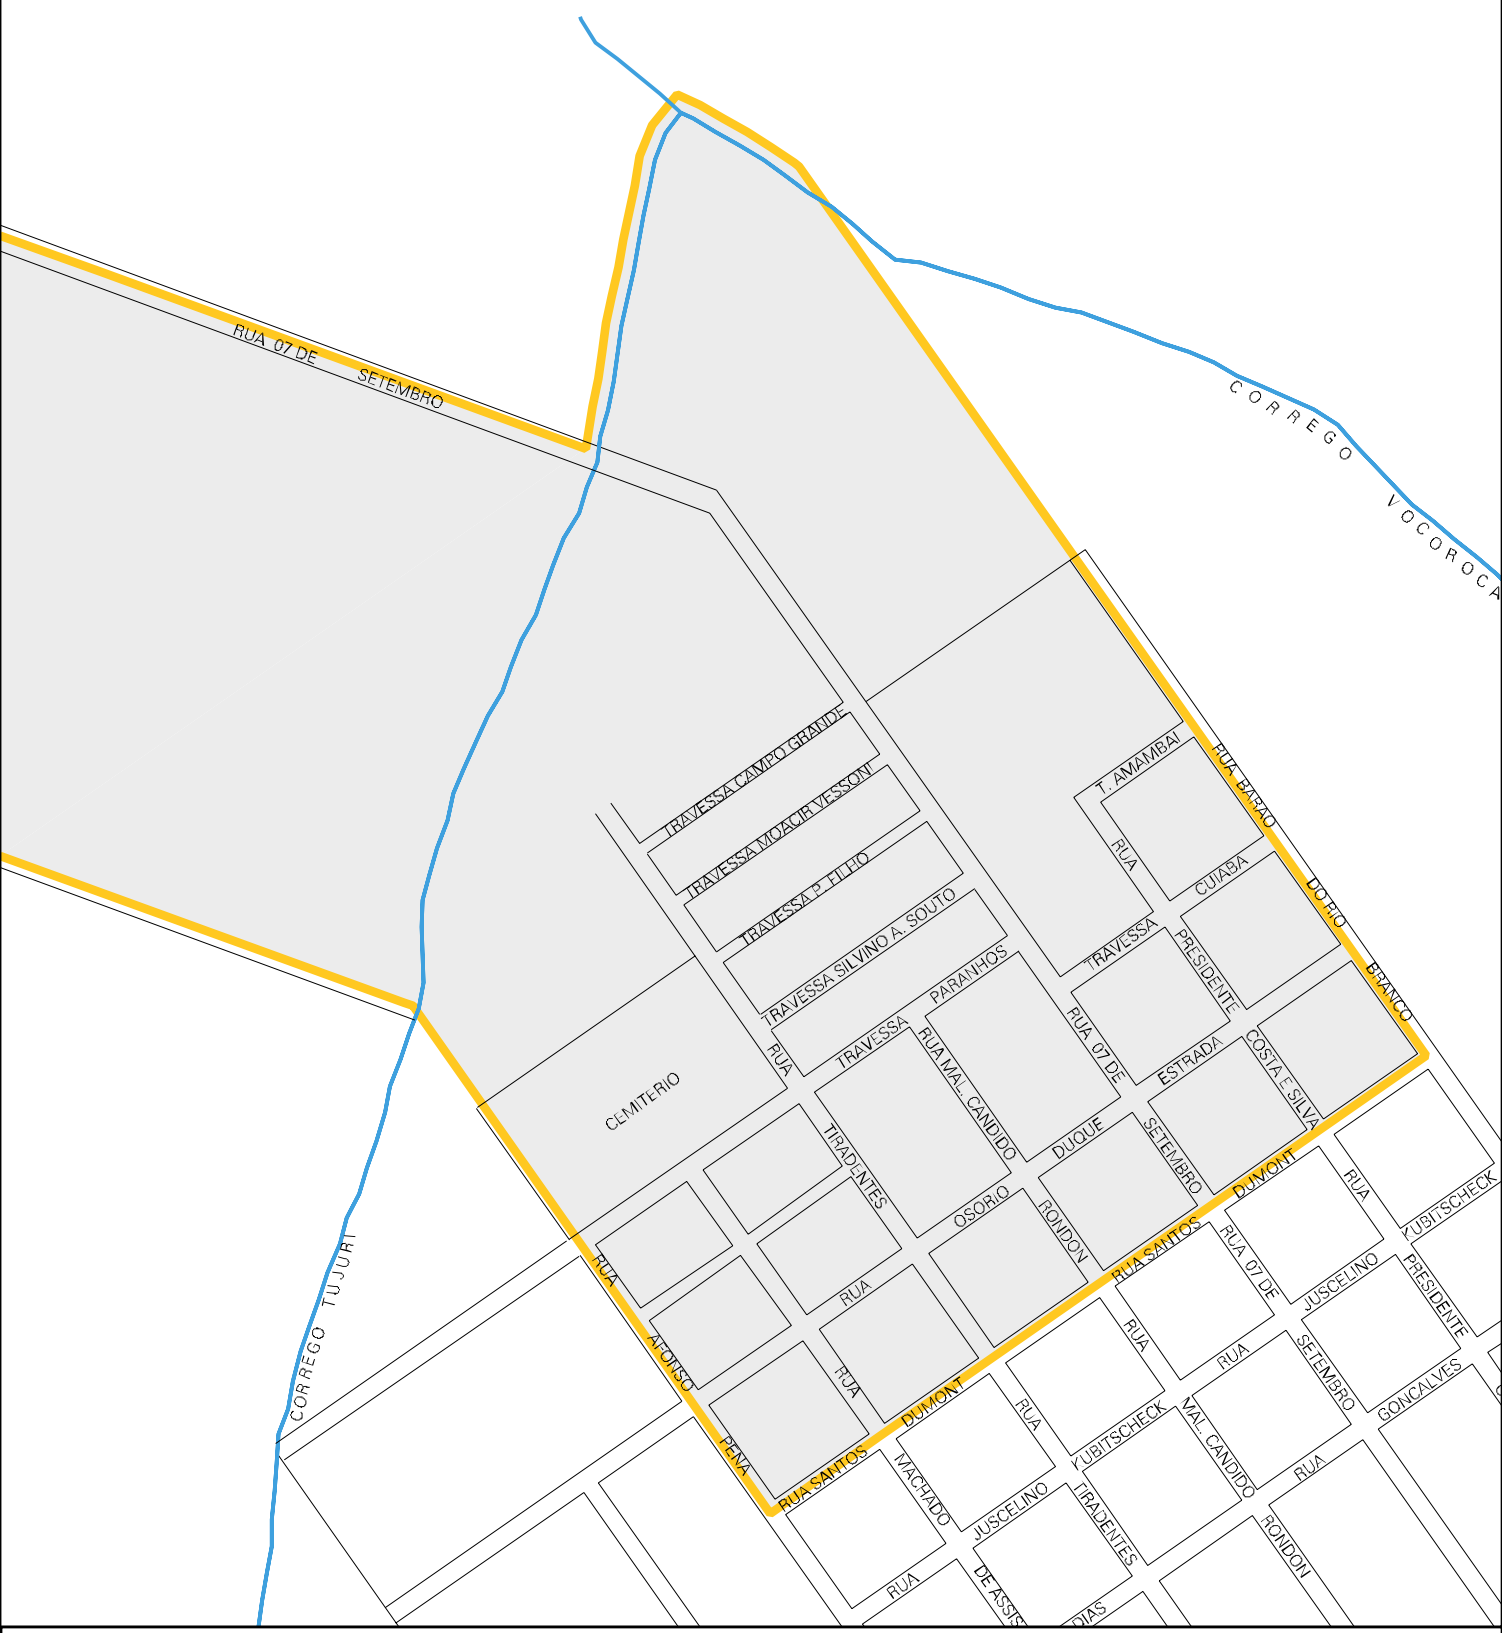 RUA 07 DE SETEMBRO
CORREGO VOCOROCA
TRAVESSA CAMPO GRANDE
TRAVESSA MOACIR VESSONI
TRAVESSA P. FILHO
TRAVESSA SILVINO A. SOUTO
TRAVESSA PARANHOS
T. AMAMBAI
RUA BARAO DO RIO BRANCO
RUA PRESIDENTE COSTA E SILVA
TRAVESSA CUIABA
RUA 07 DE SETEMBRO
RUA MAL. CANDIDO RONDON
RUA TIRADENTES
CEMITERIO
RUA OSORIO DUQUE ESTRADA
RUA
RUA AFONSO PENA
RUA SANTOS DUMONT
RUA SANTOS DUMONT
CORREGO TUJURI
RUA
KUBITSCHECK
PRESIDENTE
RUA 07 DE SETEMBRO
JUSCELINO
RUA
RUA
MAL. CANDIDO RONDON
GONCALVES
RUA
RUA
TIRADENTES
KUBITSCHECK
JUSCELINO
RUA
MACHADO DE ASSIS
DIAS